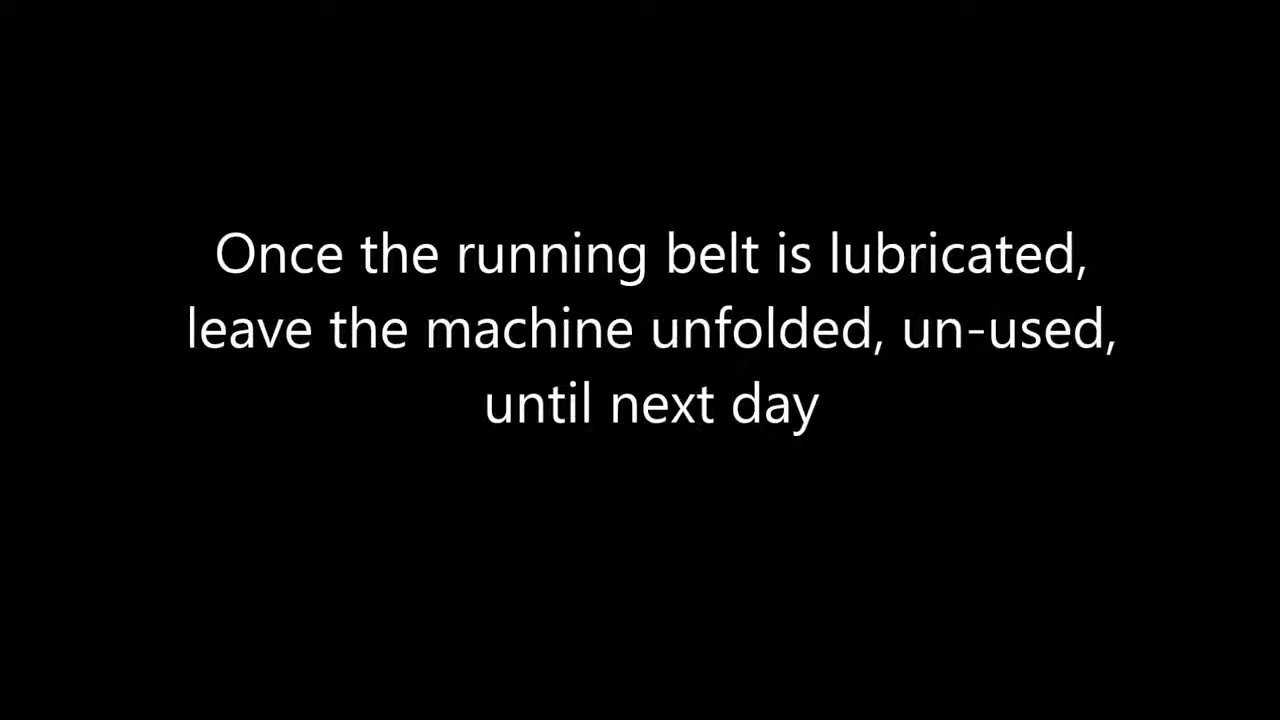 Once the running belt is lubricated,
leave the machine unfolded, un-used,
until next day